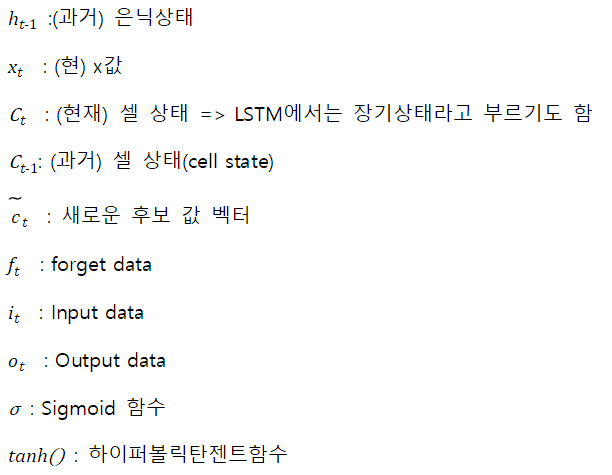 h_{t-1} :(과거) 은닉상태
x_t : (현) x값
C_t : (현재) 셀 상태 => LSTM에서는 장기상태라고 부르기도 함
C_{t-1}: (과거) 셀 상태(cell state)
c̃_t : 새로운 후보 값 벡터
f_t : forget data
i_t : Input data
o_t : Output data
σ : Sigmoid 함수
tanh() : 하이퍼볼릭탄젠트함수